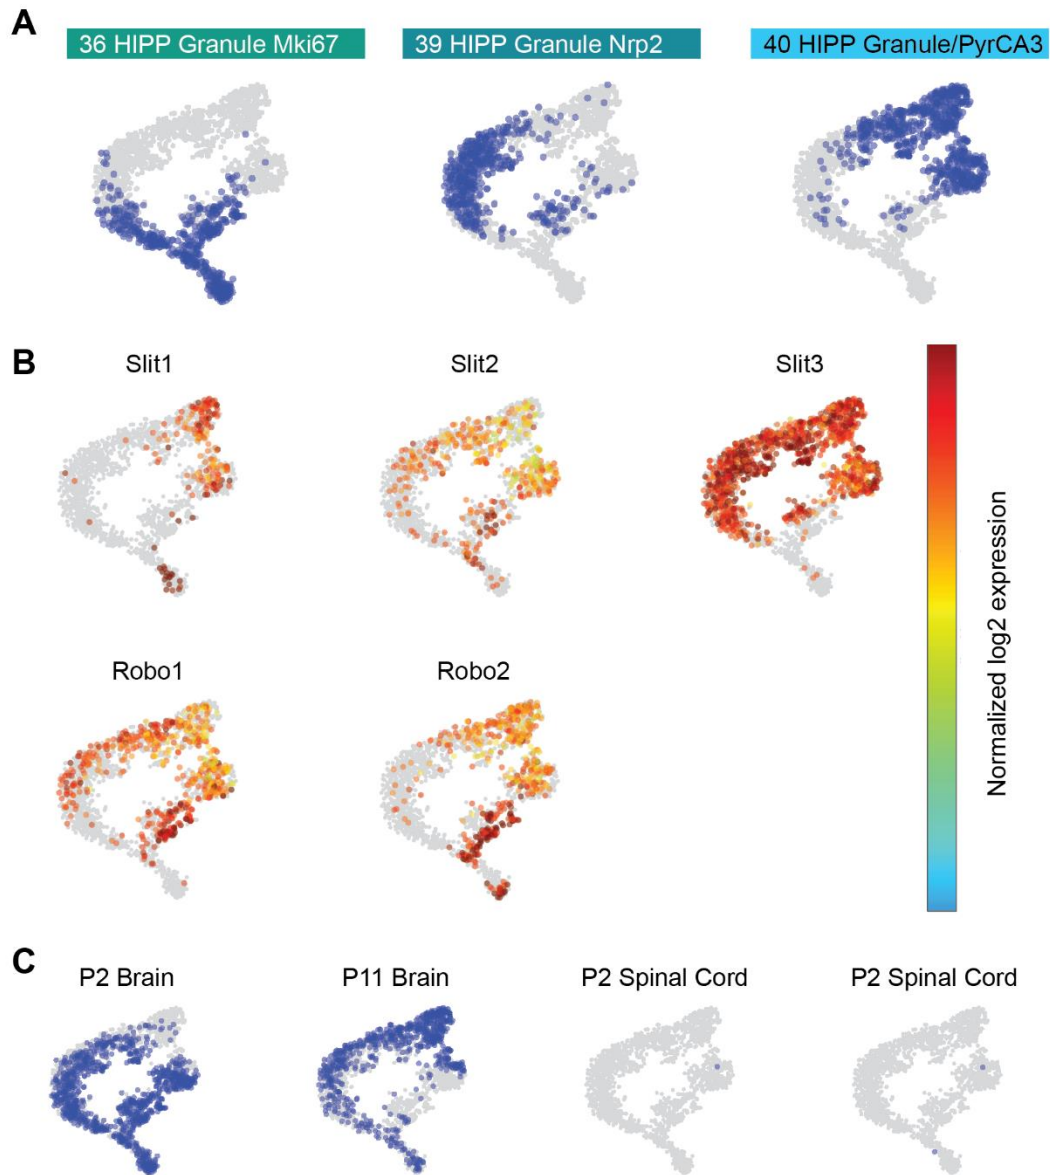 A
36 HIPP Granule Mki67
39 HIPP Granule Nrp2
40 HIPP Granule/PyrCA3
B
Slit1
Slit2
Slit3
Normalized log2 expression
Robo1
Robo2
C
P2 Brain
P11 Brain
P2 Spinal Cord
P2 Spinal Cord